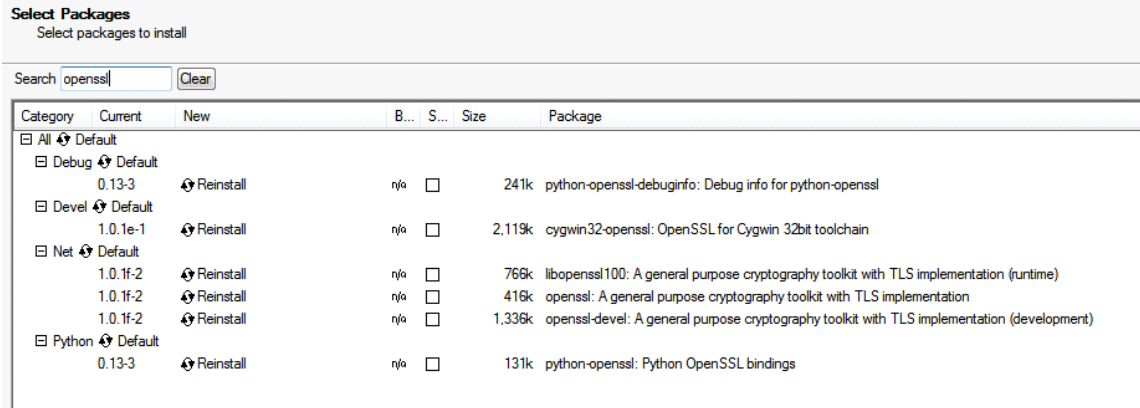 Select Packages
Select packages to install
Search openssl Clear
Category Current New B... S... Size Package
All Default
Debug Default
0.13-3 Reinstall n/a 241k python-openssl-debuginfo: Debug info for python-openssl
Devel Default
1.0.1e-1 Reinstall n/a 2,119k cygwin32-openssl: OpenSSL for Cygwin 32bit toolchain
Net Default
1.0.1f-2 Reinstall n/a 766k libopenssl100: A general purpose cryptography toolkit with TLS implementation (runtime)
1.0.1f-2 Reinstall n/a 416k openssl: A general purpose cryptography toolkit with TLS implementation
1.0.1f-2 Reinstall n/a 1,336k openssl-devel: A general purpose cryptography toolkit with TLS implementation (development)
Python Default
0.13-3 Reinstall n/a 131k python-openssl: Python OpenSSL bindings